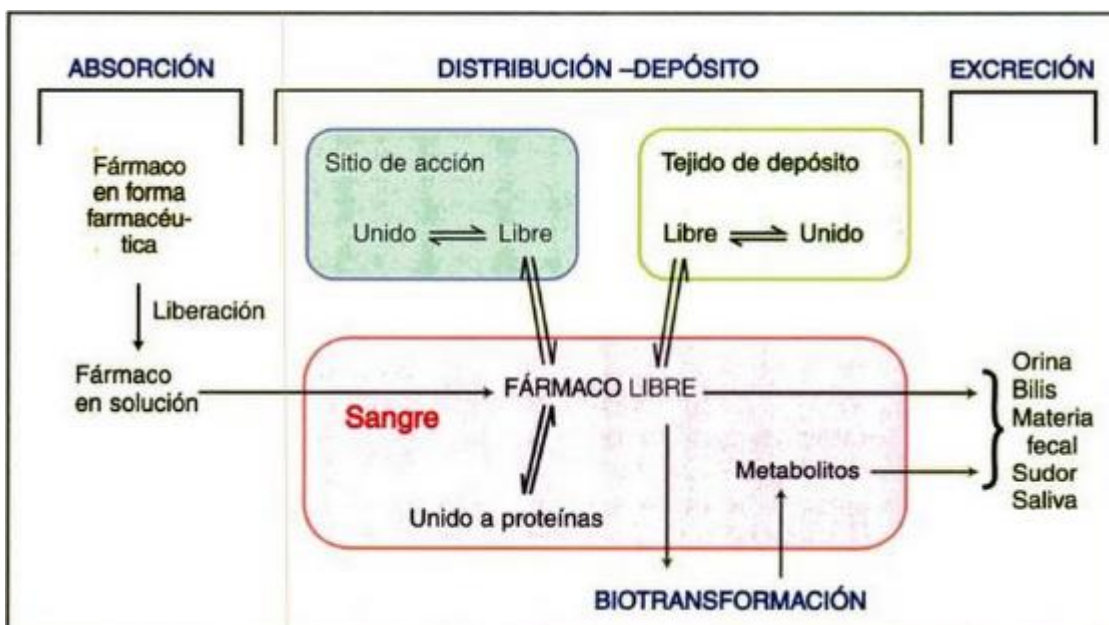 ABSORCIÓN
DISTRIBUCIÓN –DEPÓSITO
EXCRECIÓN
Fármaco
en forma
farmacéu-
tica
Liberación
Fármaco
en solución
Sitio de acción
Unido
Libre
Tejido de depósito
Libre
Unido
Sangre
FÁRMACO LIBRE
Unido a proteínas
Metabolitos
BIOTRANSFORMACIÓN
Orina
Bilis
Materia
fecal
Sudor
Saliva